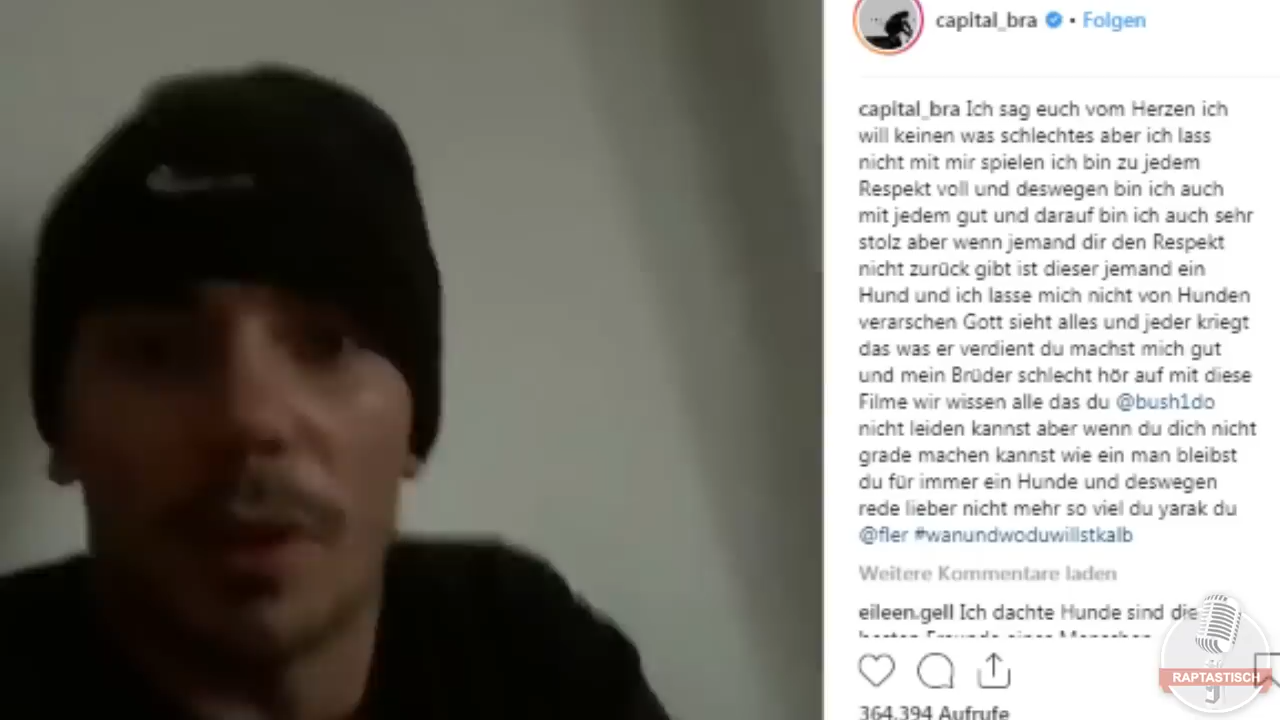 capital_bra • Folgen
capital_bra Ich sag euch vom Herzen ich
will keinen was schlechtes aber ich lass
nicht mit mir spielen ich bin zu jedem
Respekt voll und deswegen bin ich auch
mit jedem gut und darauf bin ich auch sehr
stolz aber wenn jemand dir den Respekt
nicht zurück gibt ist dieser jemand ein
Hund und ich lasse mich nicht von Hunden
verarschen Gott sieht alles und jeder kriegt
das was er verdient du machst mich gut
und mein Brüder schlecht hör auf mit diese
Filme wir wissen alle das du @bush1do
nicht leiden kannst aber wenn du dich nicht
grade machen kannst wie ein man bleibst
du für immer ein Hunde und deswegen
rede lieber nicht mehr so viel du yarak du
@fler #wanundwoduwillstkalb
Weitere Kommentare laden
eileen.gell Ich dachte Hunde sind die
besten Freunde eines Menschen
RAPTASTISCH
364.394 Aufrufe